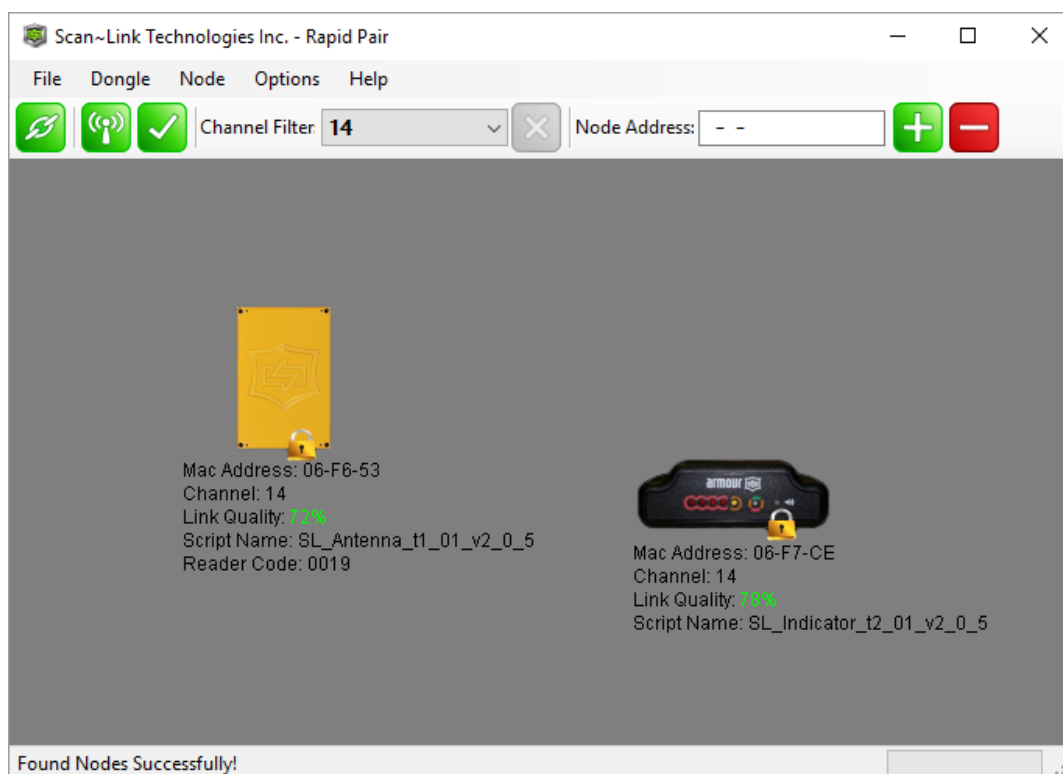 Scan~Link Technologies Inc. - Rapid Pair
File Dongle Node Options Help
Channel Filter: 14 Node Address: - -
Mac Address: 06-F6-53
Channel: 14
Link Quality: 72%
Script Name: SL_Antenna_t1_01_v2_0_5
Reader Code: 0019
armour
Mac Address: 06-F7-CE
Channel: 14
Link Quality: 78%
Script Name: SL_Indicator_t2_01_v2_0_5
Found Nodes Successfully!